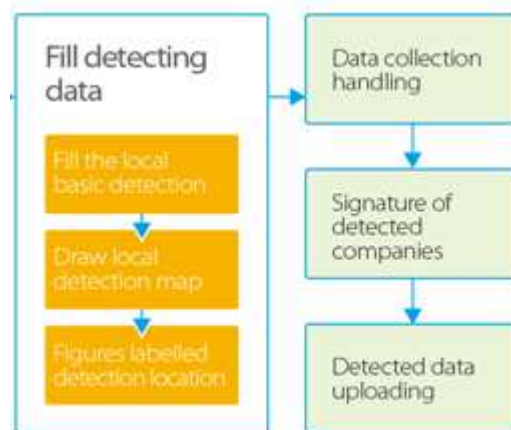 Fill detecting
data
Fill the local
basic detection
Draw local
detection map
Figures labelled
detection location
Data collection
handling
Signature of
detected
companies
Detected data
uploading